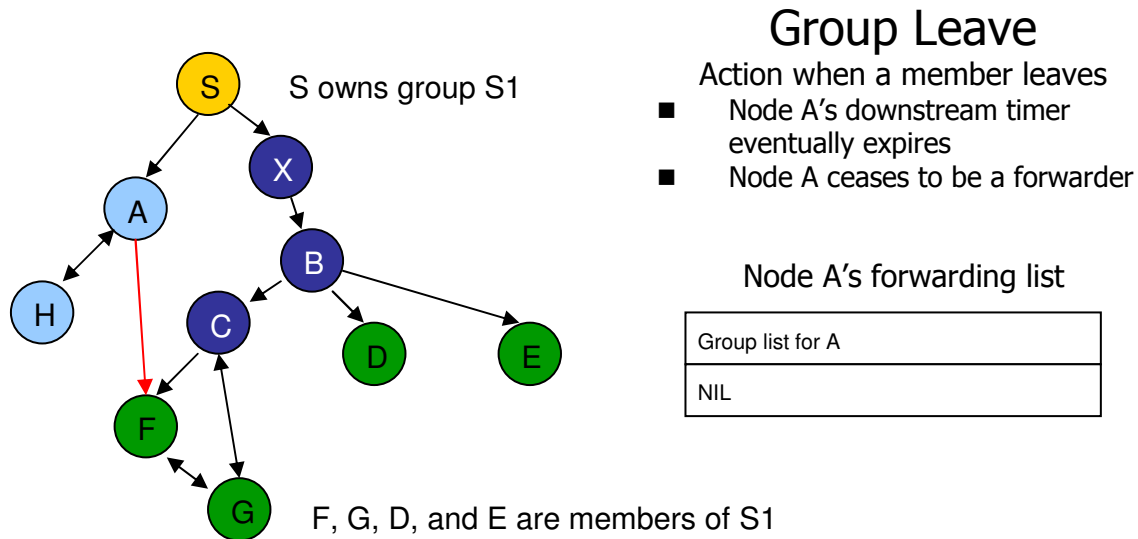 Group Leave
Action when a member leaves
■ Node A's downstream timer
eventually expires
■ Node A ceases to be a forwarder
S
S owns group S1
X
A
B
H
C
D
E
F
G
F, G, D, and E are members of S1
Node A's forwarding list
Group list for A
NIL